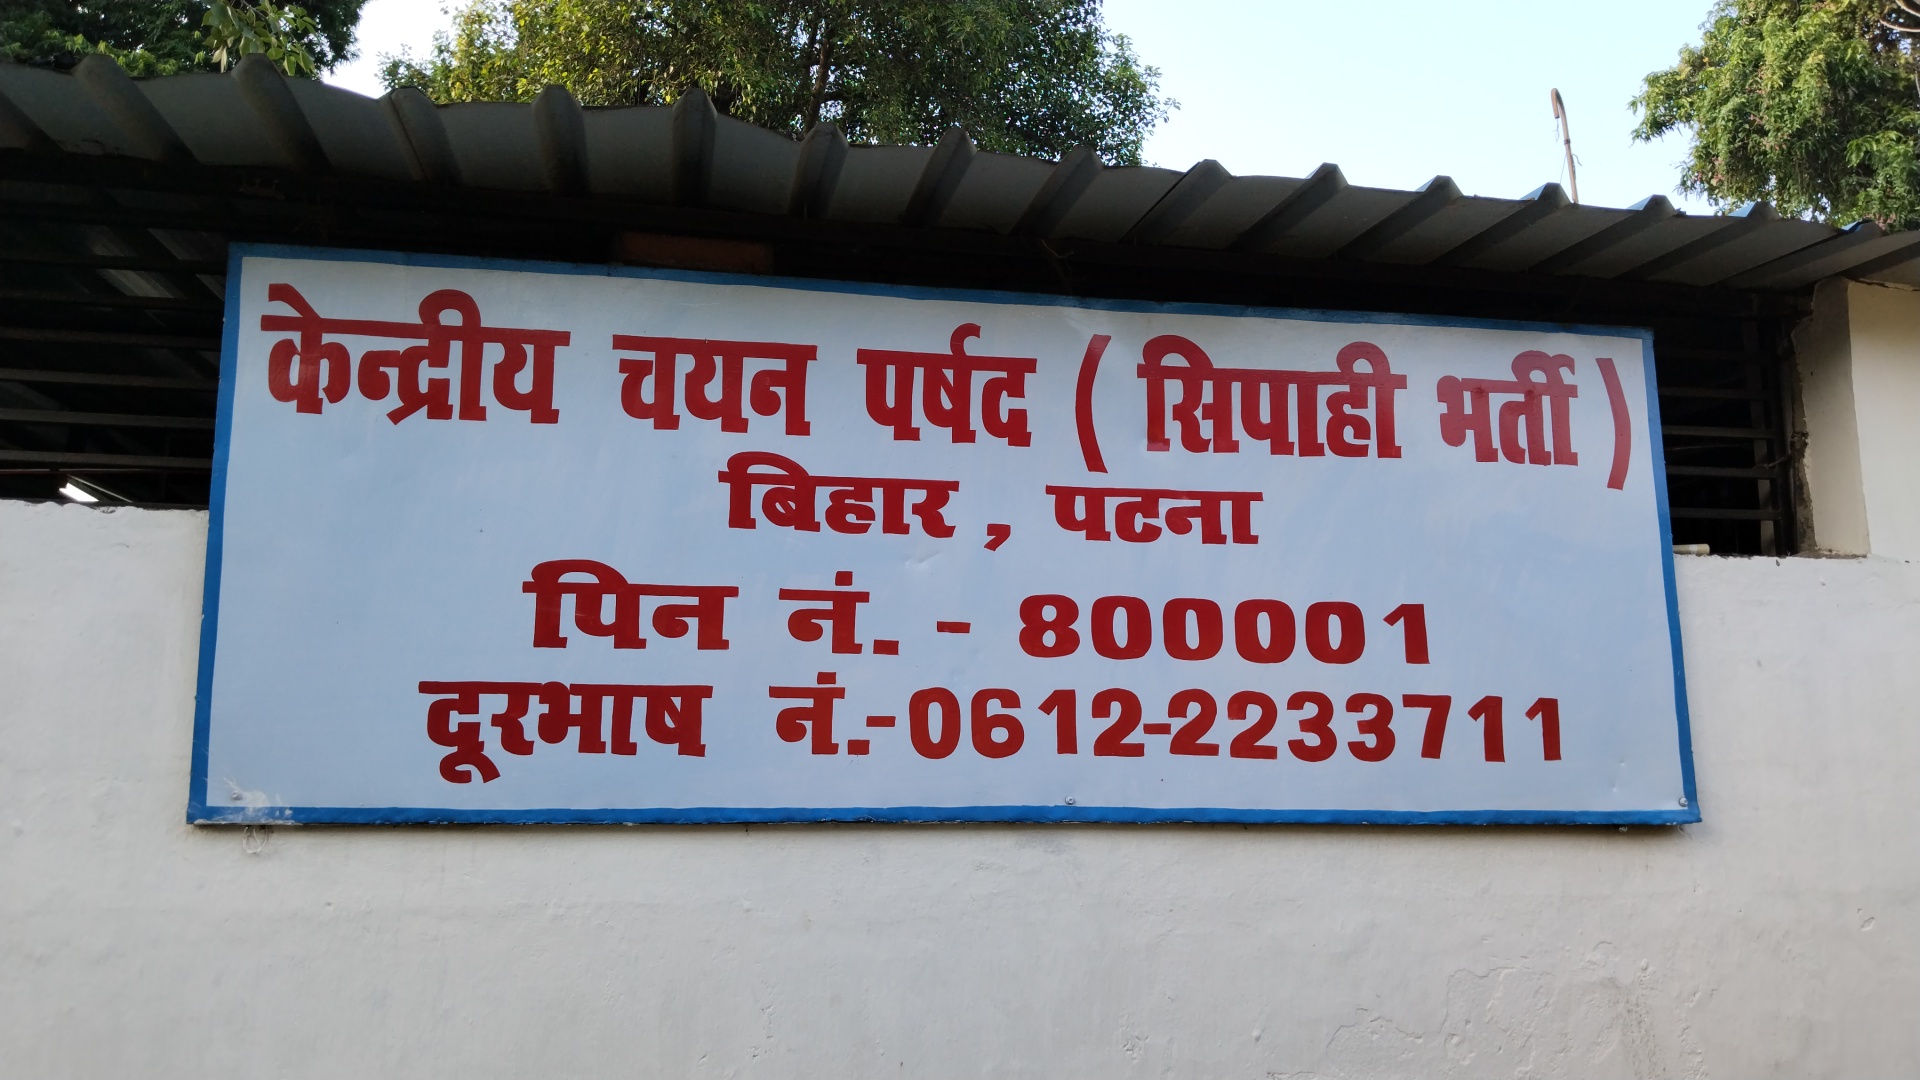 केन्द्रीय चयन पर्षद ( सिपाही भर्ती )
बिहार , पटना
पिन नं. - 800001
दूरभाष नं.-0612-2233711